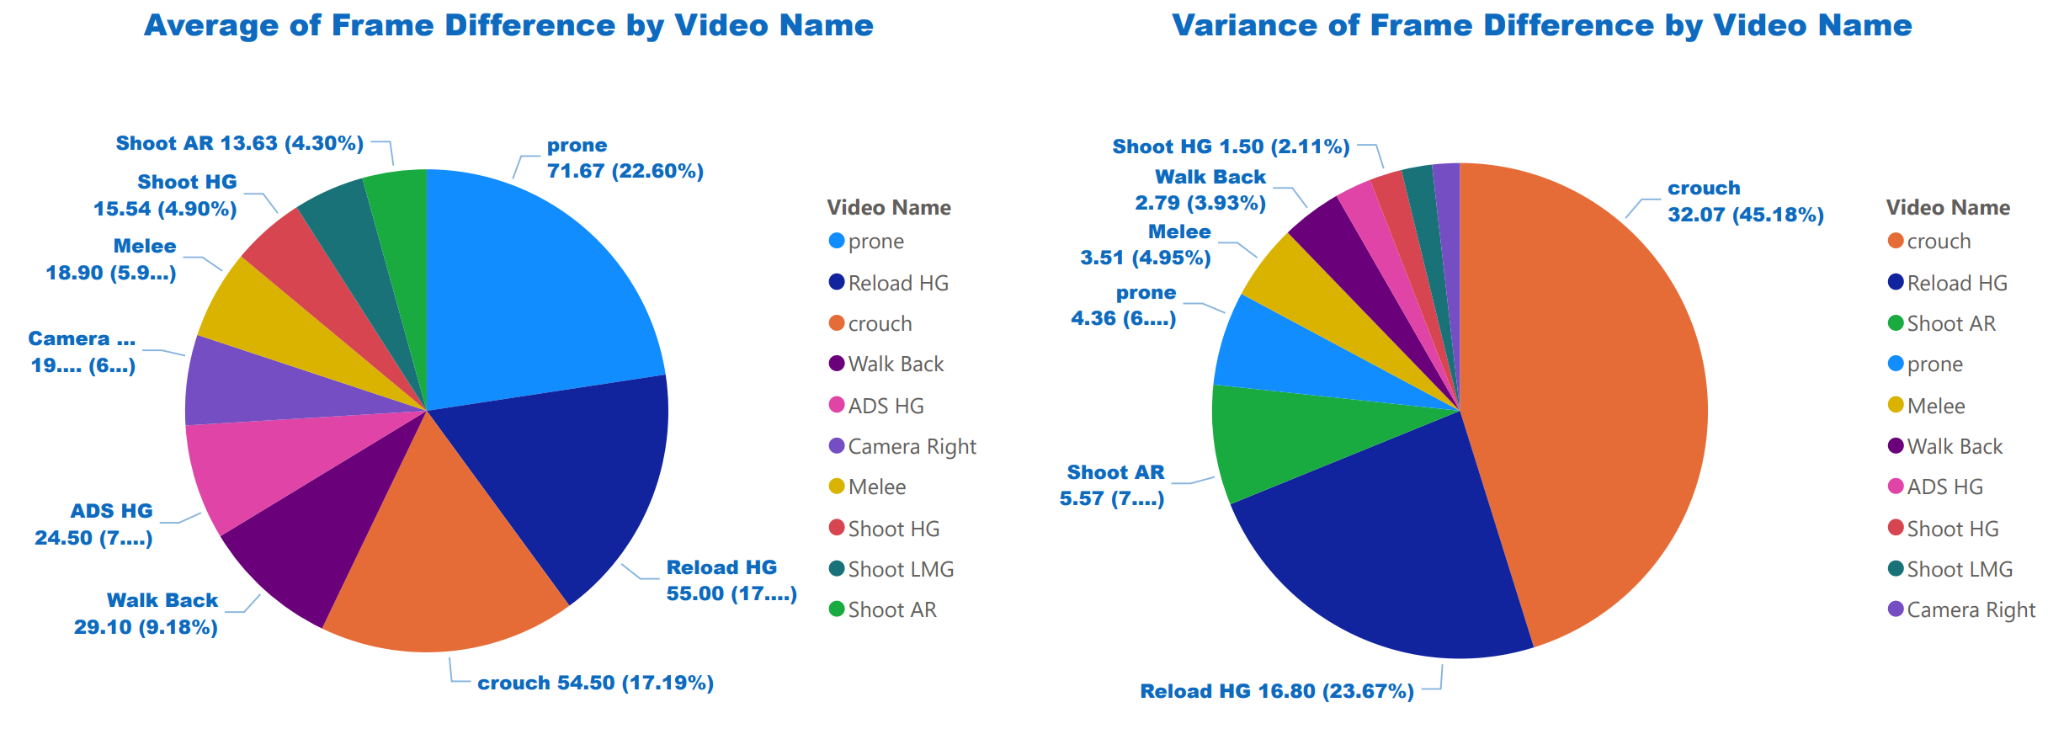 Average of Frame Difference by Video Name
Shoot AR 13.63 (4.30%)
Shoot HG
15.54 (4.90%)
Melee
18.90 (5.9...)
Camera ...
19.... (6...)
ADS HG
24.50 (7....)
Walk Back
29.10 (9.18%)
crouch 54.50 (17.19%)
Reload HG
55.00 (17....)
prone
71.67 (22.60%)
Video Name
prone
Reload HG
crouch
Walk Back
ADS HG
Camera Right
Melee
Shoot HG
Shoot LMG
Shoot AR
Variance of Frame Difference by Video Name
Shoot HG 1.50 (2.11%)
Walk Back
2.79 (3.93%)
Melee
3.51 (4.95%)
prone
4.36 (6....)
Shoot AR
5.57 (7....)
Reload HG 16.80 (23.67%)
crouch
32.07 (45.18%)
Video Name
crouch
Reload HG
Shoot AR
prone
Melee
Walk Back
ADS HG
Shoot HG
Shoot LMG
Camera Right